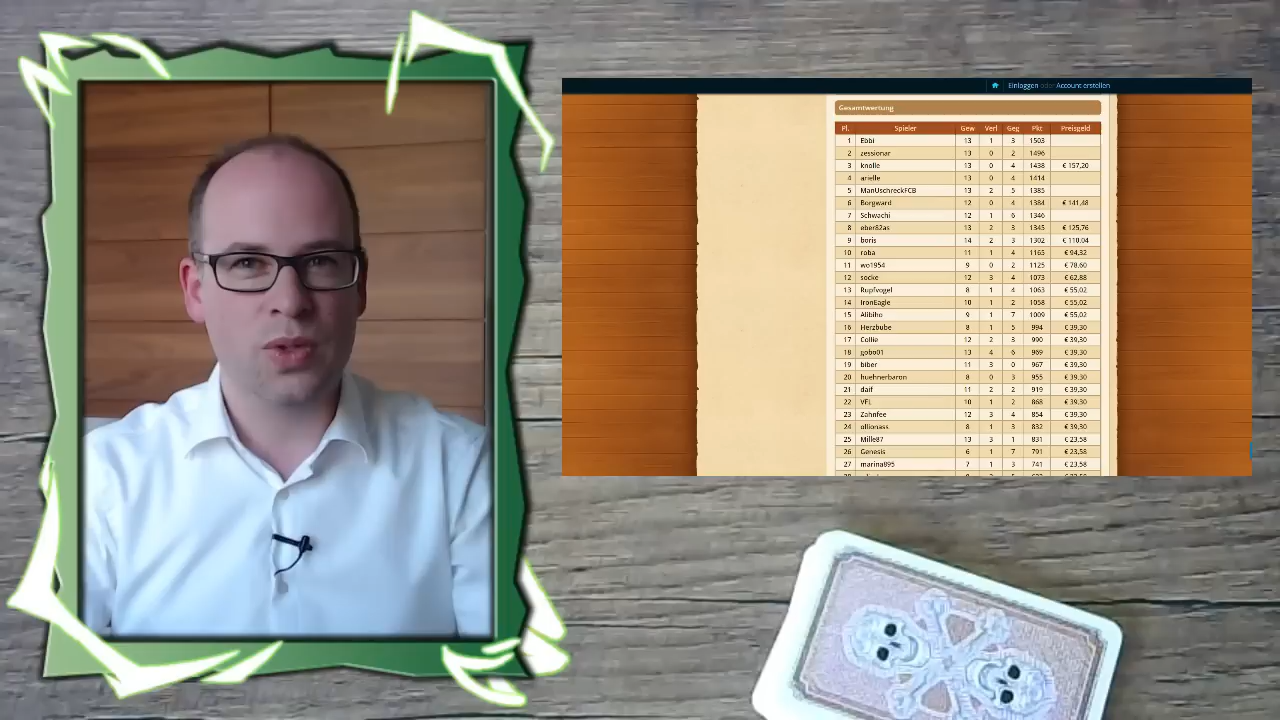 Einloggen oder Account erstellen
Gesamtwertung
Pl. Spieler Gew Verl Geg Pkt Preisgeld
1 Ebbi 13 1 3 1503
2 zessionar 13 0 2 1496
3 knolle 13 0 4 1438 € 157,20
4 arielle 13 0 4 1414
5 ManUschreckFCB 13 2 5 1385
6 Borgward 12 0 4 1384 € 141,48
7 Schwachi 12 1 6 1346
8 eber82as 13 2 3 1345 € 125,76
9 boris 14 2 3 1302 € 110,04
10 roba 11 1 4 1165 € 94,32
11 wo1954 9 0 2 1125 € 78,60
12 socke 12 3 4 1073 € 62,88
13 Rupfvogel 8 1 4 1063 € 55,02
14 IronEagle 10 1 2 1058 € 55,02
15 Alibiho 9 1 7 1009 € 55,02
16 Herzbube 8 1 5 994 € 39,30
17 Collie 12 2 3 990 € 39,30
18 gobo01 13 4 6 969 € 39,30
19 biber 11 3 0 967 € 39,30
20 huehnerbaron 8 0 3 955 € 39,30
21 daif 11 2 2 919 € 39,30
22 VFL 10 1 2 868 € 39,30
23 Zahnfee 12 3 4 854 € 39,30
24 ollionass 8 1 3 832 € 39,30
25 Mille87 13 3 1 831 € 23,58
26 Genesis 6 1 7 791 € 23,58
27 marina895 7 1 3 741 € 23,58